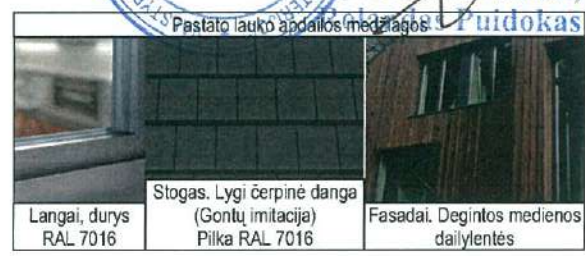 Pastato lauko apdailos medžiagos
Puidokas
Langai, durys
RAL 7016
Stogas. Lygi čerpinė danga
(Gontų imitacija)
Pilka RAL 7016
Fasadai. Degintos medienos
dailylentės